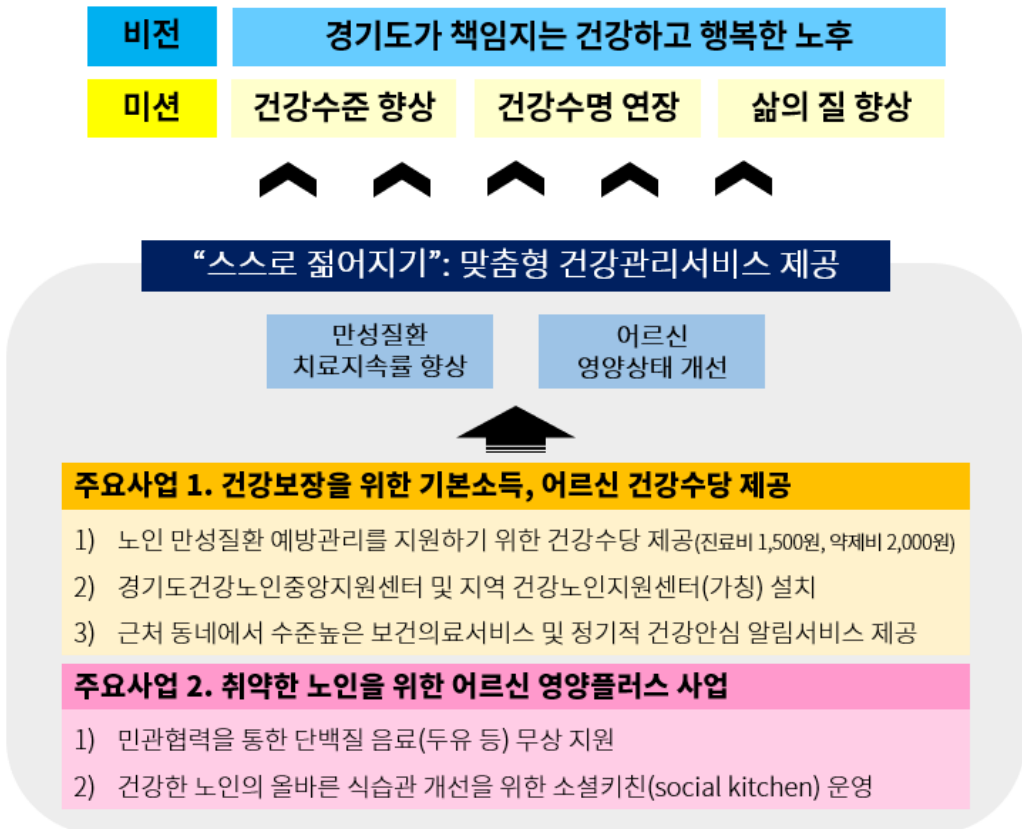 비전
경기도가 책임지는 건강하고 행복한 노후
미션
건강수준 향상
건강수명 연장
삶의 질 향상
“스스로 젊어지기”: 맞춤형 건강관리서비스 제공
만성질환
치료지속률 향상
어르신
영양상태 개선
주요사업 1. 건강보장을 위한 기본소득, 어르신 건강수당 제공
1) 노인 만성질환 예방관리를 지원하기 위한 건강수당 제공(진료비 1,500원, 약제비 2,000원)
2) 경기도건강노인중앙지원센터 및 지역 건강노인지원센터(가칭) 설치
3) 근처 동네에서 수준높은 보건의료서비스 및 정기적 건강안심 알림서비스 제공
주요사업 2. 취약한 노인을 위한 어르신 영양플러스 사업
1) 민관협력을 통한 단백질 음료(두유 등) 무상 지원
2) 건강한 노인의 올바른 식습관 개선을 위한 소셜키친(social kitchen) 운영